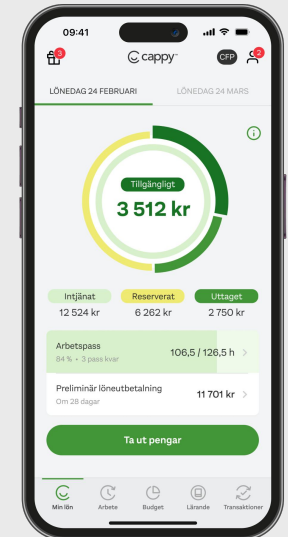 09:41
3
cappy
CFP
2
LÖNEDAG 24 FEBRUARI
LÖNEDAG 24 MARS
Tillgängligt
3 512 kr
Intjänat
Reserverat
Uttaget
12 524 kr
6 262 kr
2 750 kr
Arbetspass
84 % • 3 pass kvar
106,5 / 126,5 h
Preliminär löneutbetalning
Om 28 dagar
11 701 kr
Ta ut pengar
Min lön
Arbete
Budget
Lärande
Transaktioner